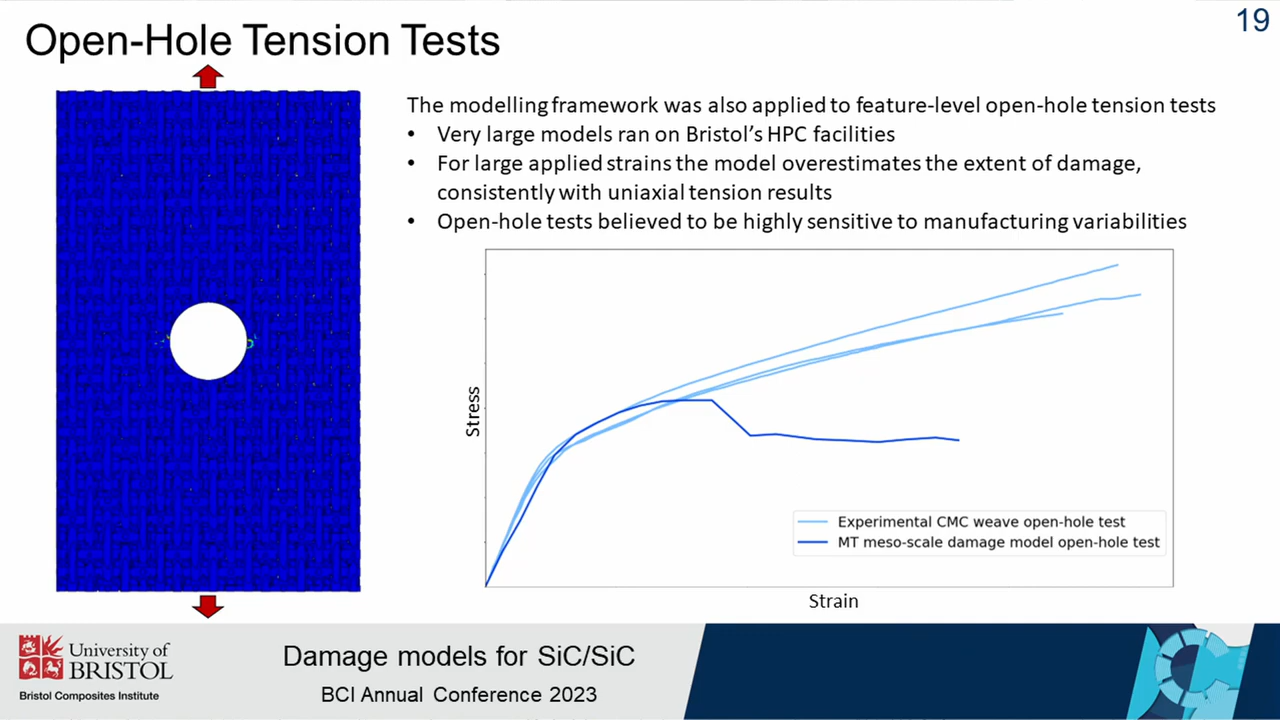 19
Open-Hole Tension Tests
The modelling framework was also applied to feature-level open-hole tension tests
• Very large models ran on Bristol's HPC facilities
• For large applied strains the model overestimates the extent of damage,
consistently with uniaxial tension results
• Open-hole tests believed to be highly sensitive to manufacturing variabilities
Stress
Experimental CMC weave open-hole test
MT meso-scale damage model open-hole test
Strain
University of
BRISTOL
Bristol Composites Institute
Damage models for SiC/SiC
BCI Annual Conference 2023